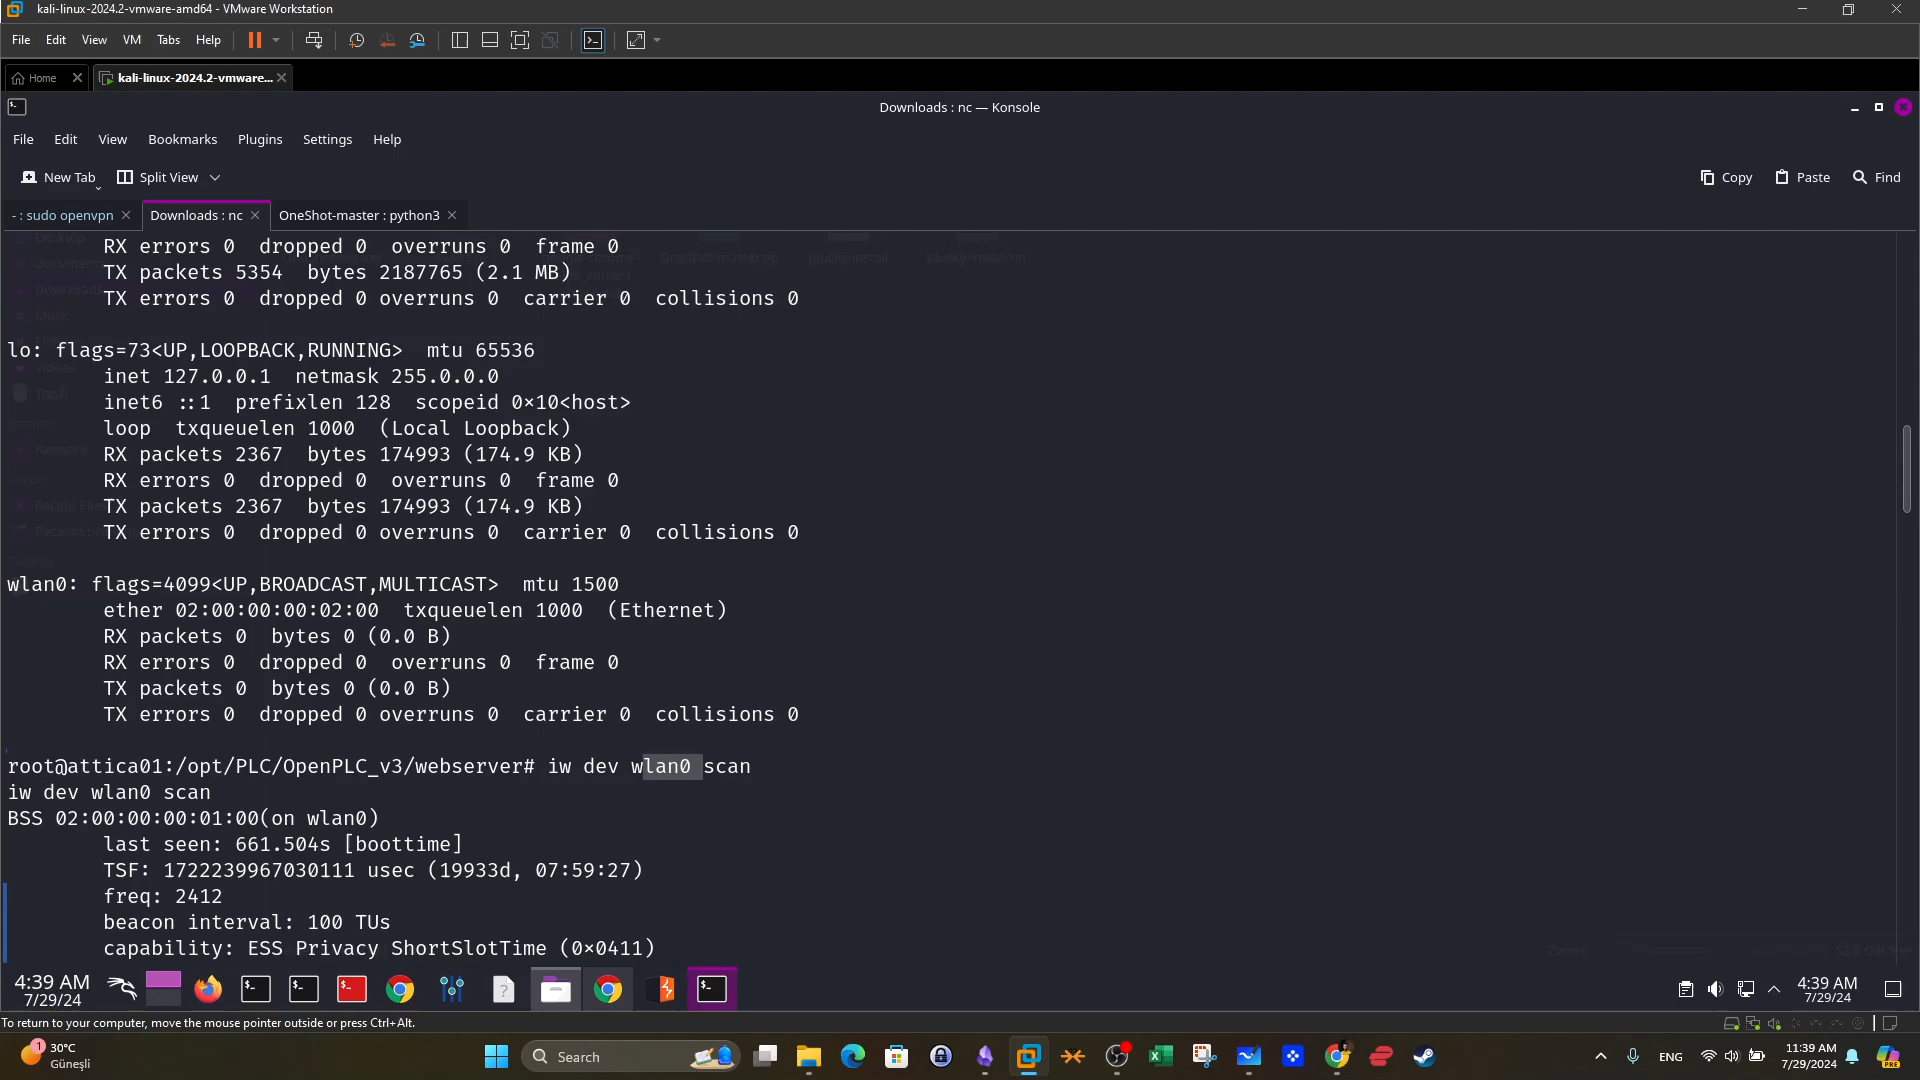 kali-linux-2024.2-vmware-amd64 - VMware Workstation
File Edit View VM Tabs Help
Home kali-linux-2024.2-vmware...
Downloads : nc — Konsole
File Edit View Bookmarks Plugins Settings Help
New Tab Split View Copy Paste Find
- : sudo openvpn Downloads : nc OneShot-master : python3
RX errors 0 dropped 0 overruns 0 frame 0
TX packets 5354 bytes 2187765 (2.1 MB)
TX errors 0 dropped 0 overruns 0 carrier 0 collisions 0
lo: flags=73<UP,LOOPBACK,RUNNING> mtu 65536
inet 127.0.0.1 netmask 255.0.0.0
inet6 ::1 prefixlen 128 scopeid 0×10<host>
loop txqueuelen 1000 (Local Loopback)
RX packets 2367 bytes 174993 (174.9 KB)
RX errors 0 dropped 0 overruns 0 frame 0
TX packets 2367 bytes 174993 (174.9 KB)
TX errors 0 dropped 0 overruns 0 carrier 0 collisions 0
wlan0: flags=4099<UP,BROADCAST,MULTICAST> mtu 1500
ether 02:00:00:00:02:00 txqueuelen 1000 (Ethernet)
RX packets 0 bytes 0 (0.0 B)
RX errors 0 dropped 0 overruns 0 frame 0
TX packets 0 bytes 0 (0.0 B)
TX errors 0 dropped 0 overruns 0 carrier 0 collisions 0
root@attica01:/opt/PLC/OpenPLC_v3/webserver# iw dev wlan0 scan
iw dev wlan0 scan
BSS 02:00:00:00:01:00(on wlan0)
last seen: 661.504s [boottime]
TSF: 1722239967030111 usec (19933d, 07:59:27)
freq: 2412
beacon interval: 100 TUs
capability: ESS Privacy ShortSlotTime (0×0411)
4:39 AM
7/29/24
4:39 AM
7/29/24
To return to your computer, move the mouse pointer outside or press Ctrl+Alt.
1
30°C
Güneşli
Search
ENG
11:39 AM
7/29/2024
PRE